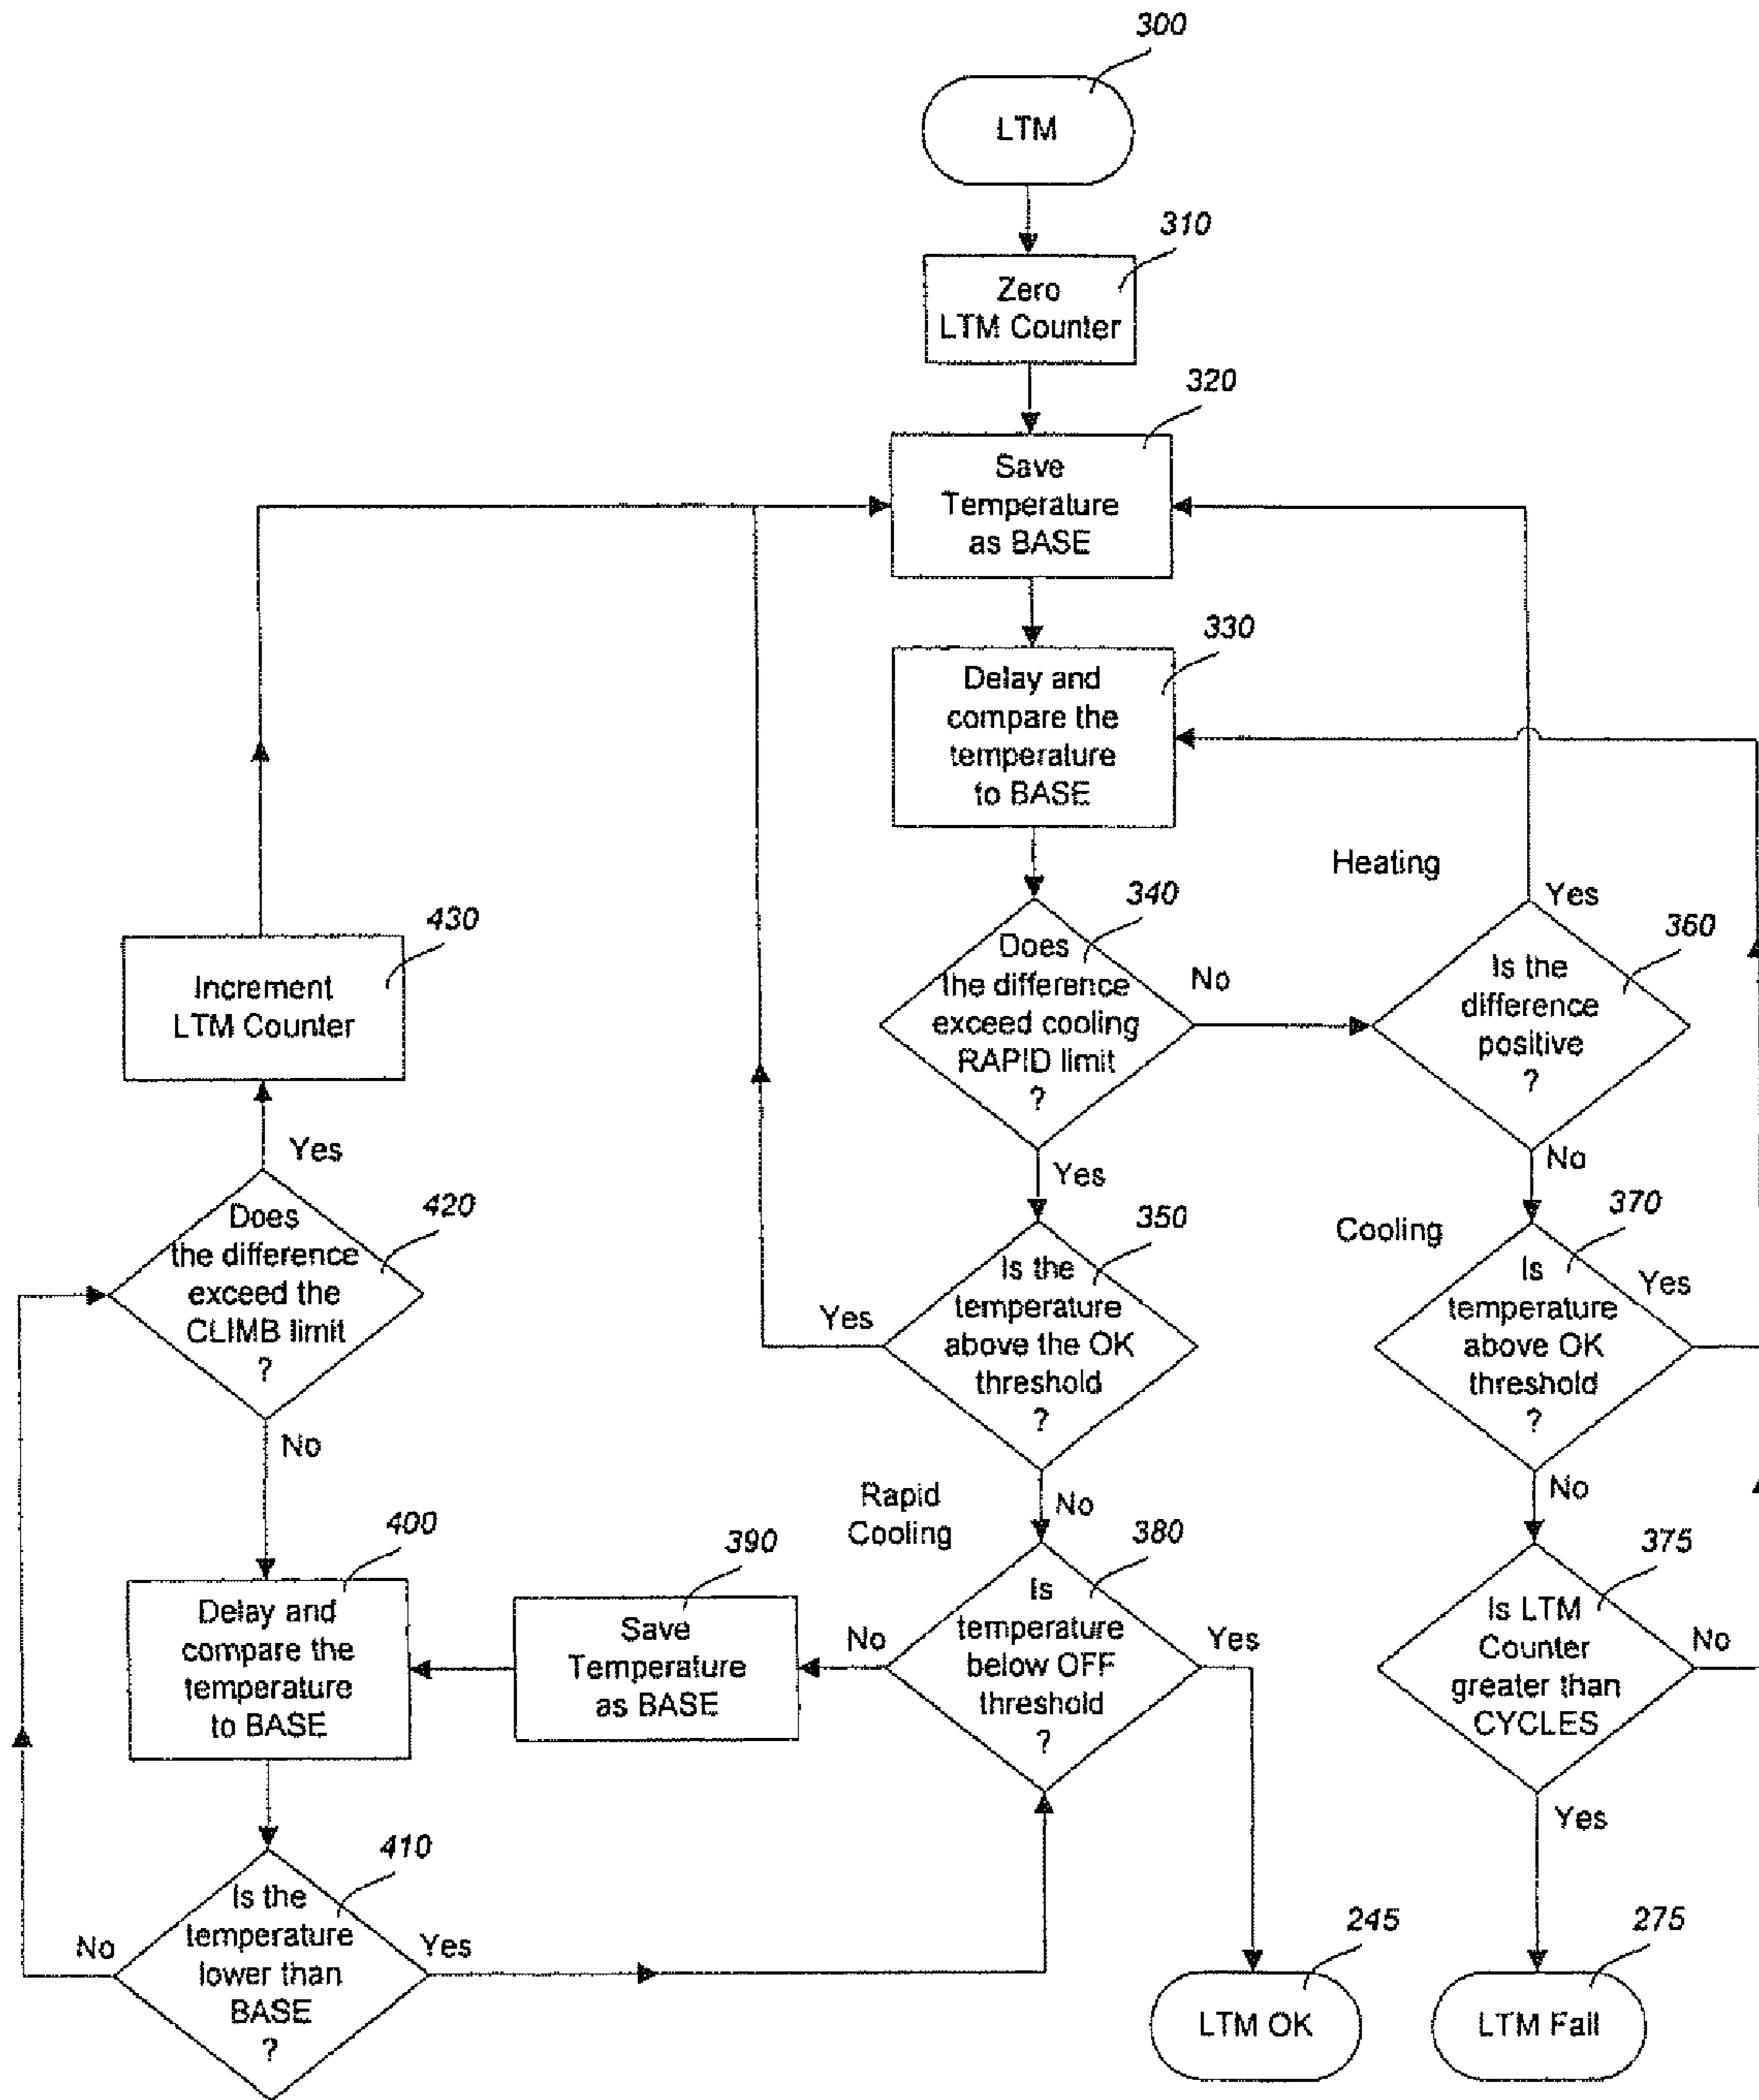 300
LTM
310
Zero
LTM Counter
320
Save
Temperature
as BASE
330
Delay and
compare the
temperature
to BASE
Heating
340
Does
the difference
exceed cooling
RAPID limit
?
No
Yes
Yes
360
Is the
difference
positive
?
No
430
Increment
LTM Counter
Yes
420
Does
the difference
exceed the
CLIMB limit
?
No
350
Is the
temperature
above the OK
threshold
?
Yes
No
Cooling
370
Is
temperature
above OK
threshold
?
Yes
No
Rapid
Cooling
400
Delay and
compare the
temperature
to BASE
390
Save
Temperature
as BASE
380
Is
temperature
below OFF
threshold
?
No
Yes
375
Is LTM
Counter
greater than
CYCLES
No
Yes
410
Is the
temperature
lower than
BASE
?
No
Yes
245
LTM OK
275
LTM Fail